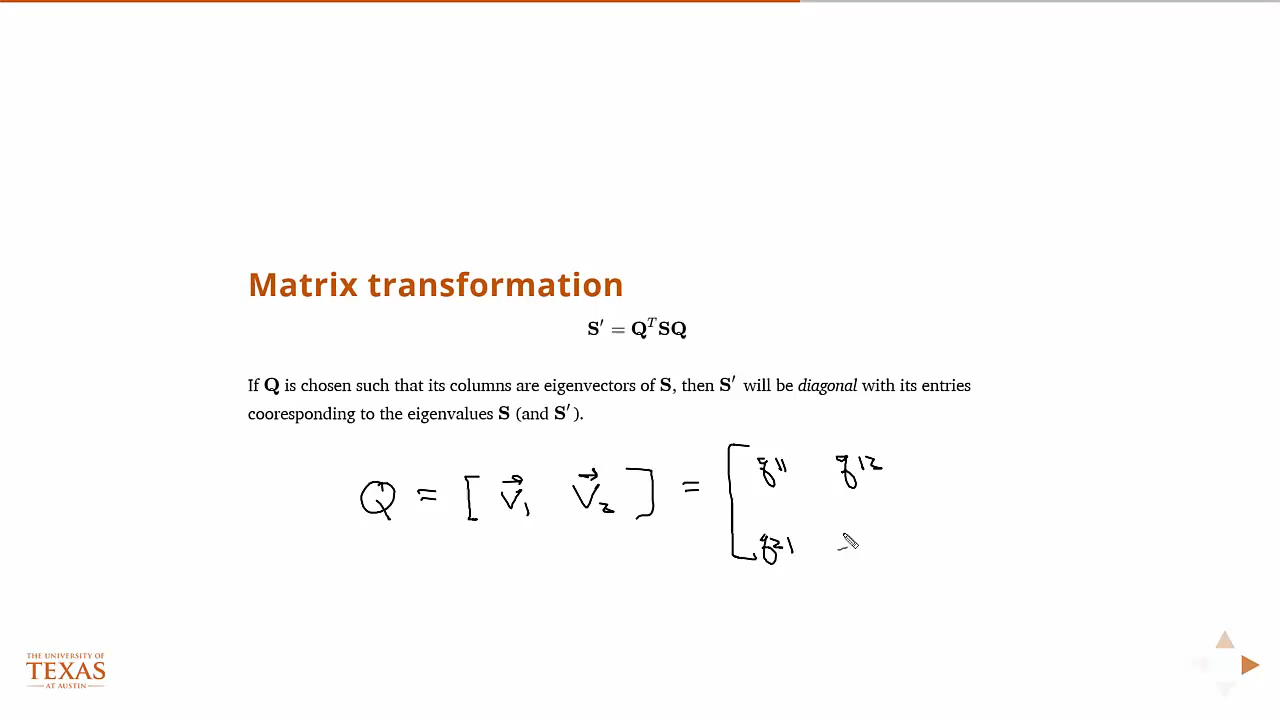 Matrix transformation
S′ = QᵀSQ
If Q is chosen such that its columns are eigenvectors of S, then S′ will be diagonal with its entries
cooresponding to the eigenvalues S (and S′).
Q = [ v⃗₁ v⃗₂ ] = [ q11 q12
q21
THE UNIVERSITY OF
TEXAS
AT AUSTIN